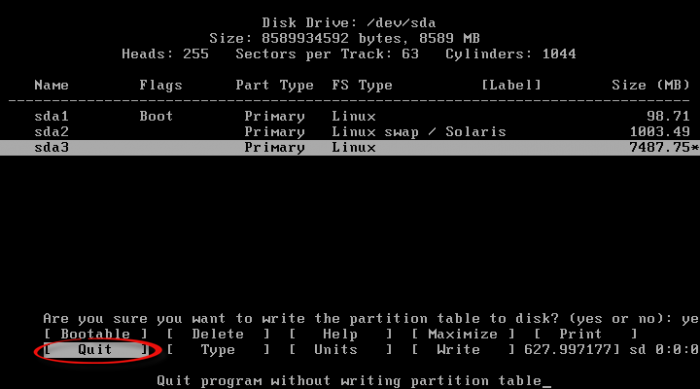 Disk Drive: /dev/sda
Size: 8589934592 bytes, 8589 MB
Heads: 255 Sectors per Track: 63 Cylinders: 1044
Name Flags Part Type FS Type [Label] Size (MB)
sda1 Boot Primary Linux 98.71
sda2 Primary Linux swap / Solaris 1003.49
sda3 Primary Linux 7487.75*
Are you sure you want to write the partition table to disk? (yes or no): ye
[ Bootable ] [ Delete ] [ Help ] [ Maximize ] [ Print
[ Quit ] [ Type ] [ Units ] [ Write ] 627.997177] sd 0:0:0
Quit program without writing partition table_